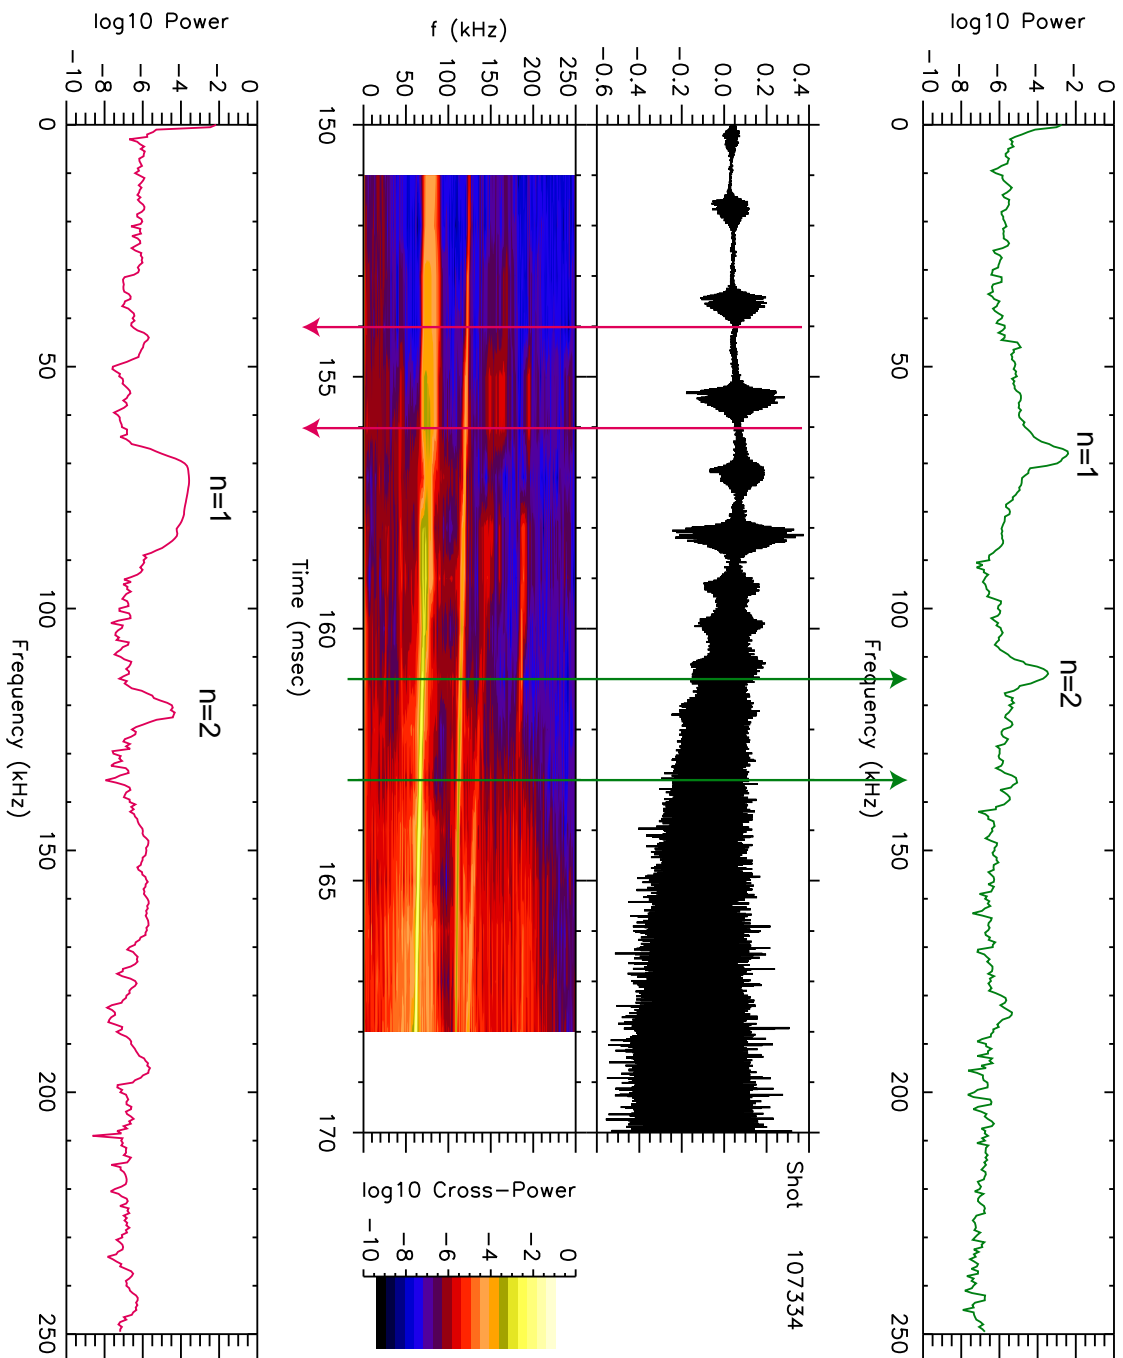 log10 Power
-10 -8 -6 -4 -2 0
0 50 100 150 200 250
Frequency (kHz)
n=1
n=2
Shot 107334
-0.6 -0.4 -0.2 0.0 0.2 0.4
f (kHz)
0 50 100 150 200 250
150 155 160 165 170
Time (msec)
log10 Cross-Power
-10 -8 -6 -4 -2 0
log10 Power
-10 -8 -6 -4 -2 0
0 50 100 150 200 250
Frequency (kHz)
n=1
n=2